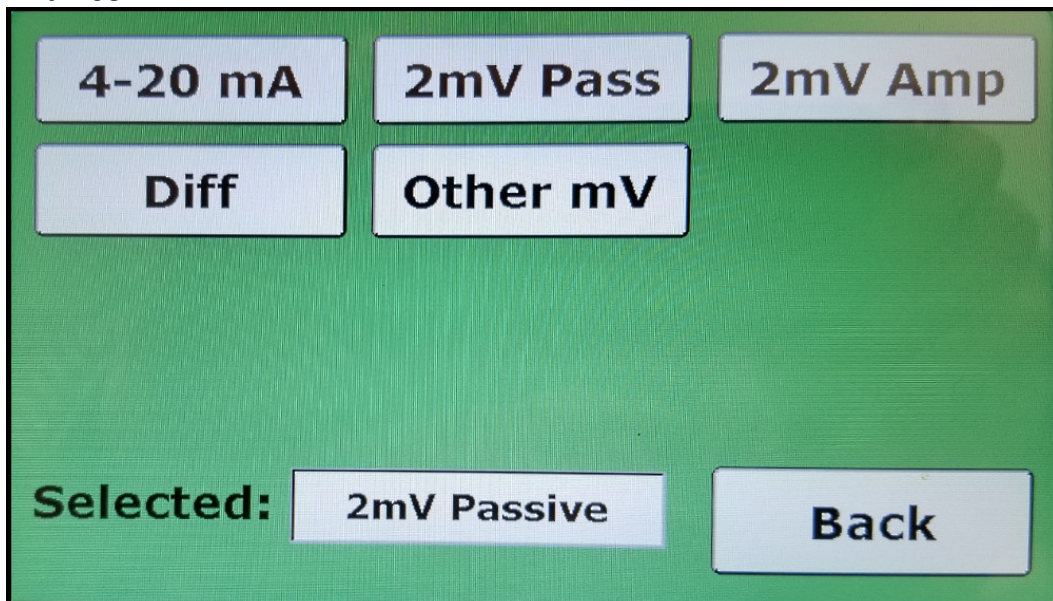 4-20 mA
2mV Pass
2mV Amp
Diff
Other mV
Selected:
2mV Passive
Back